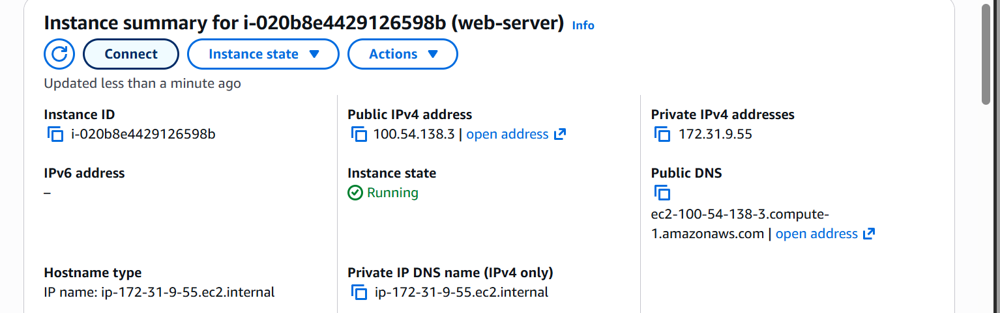 Instance summary for i-020b8e4429126598b (web-server) Info
Connect Instance state Actions
Updated less than a minute ago
Instance ID
i-020b8e4429126598b
Public IPv4 address
100.54.138.3 | open address
Private IPv4 addresses
172.31.9.55
IPv6 address
–
Instance state
Running
Public DNS
ec2-100-54-138-3.compute-
1.amazonaws.com | open address
Hostname type
IP name: ip-172-31-9-55.ec2.internal
Private IP DNS name (IPv4 only)
ip-172-31-9-55.ec2.internal